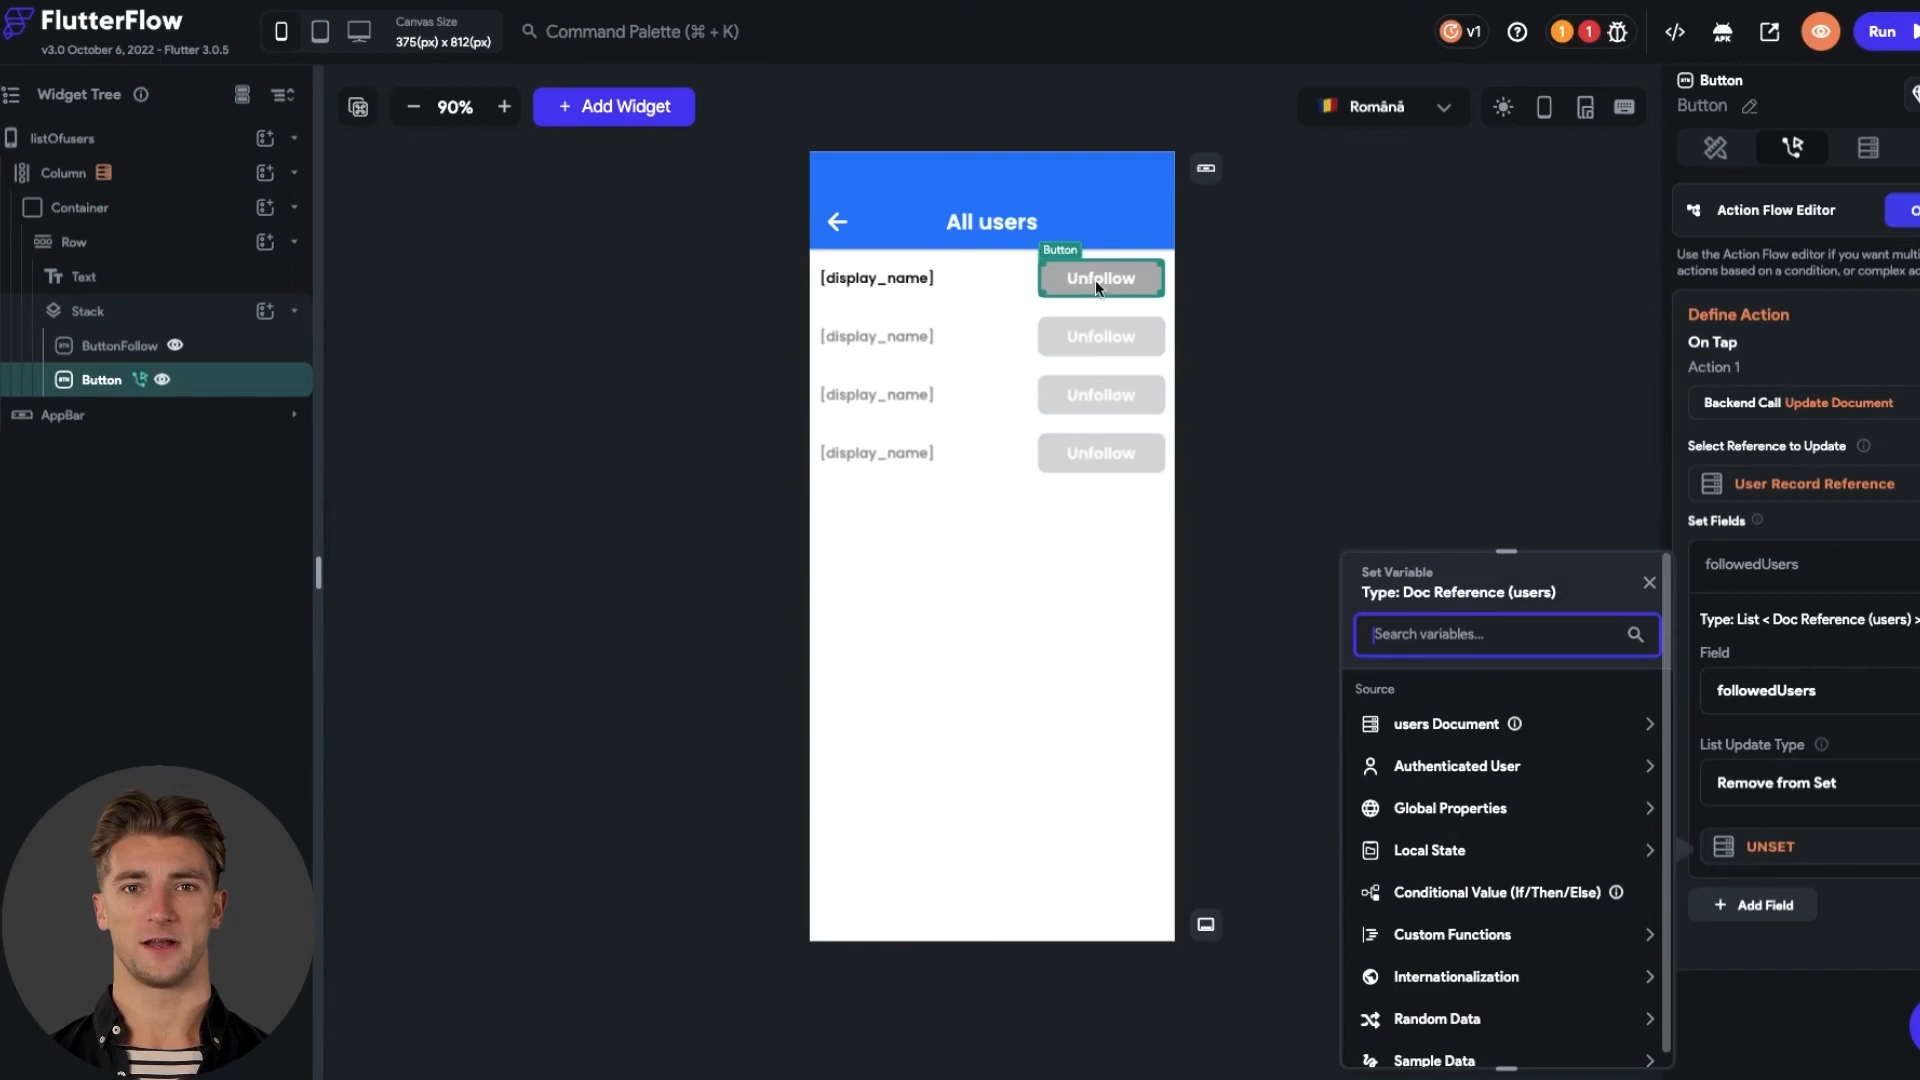 FlutterFlow
v3.0 October 6, 2022 - Flutter 3.0.5
Canvas Size
375(px) x 812(px)
Command Palette (⌘ + K)
v1
1
1
APK
Run
Widget Tree
listOfusers
Column
Container
Row
Text
Stack
ButtonFollow
Button
AppBar
90%
+ Add Widget
Română
All users
Button
[display_name]
Unfollow
[display_name]
Unfollow
[display_name]
Unfollow
[display_name]
Unfollow
Set Variable
Type: Doc Reference (users)
Search variables...
Source
users Document
Authenticated User
Global Properties
Local State
Conditional Value (If/Then/Else)
Custom Functions
Internationalization
Random Data
Sample Data
Button
Button
Action Flow Editor
O
Use the Action Flow editor if you want multi
actions based on a condition, or complex ac
Define Action
On Tap
Action 1
Backend Call Update Document
Select Reference to Update
User Record Reference
Set Fields
followedUsers
Type: List < Doc Reference (users) >
Field
followedUsers
List Update Type
Remove from Set
UNSET
+ Add Field